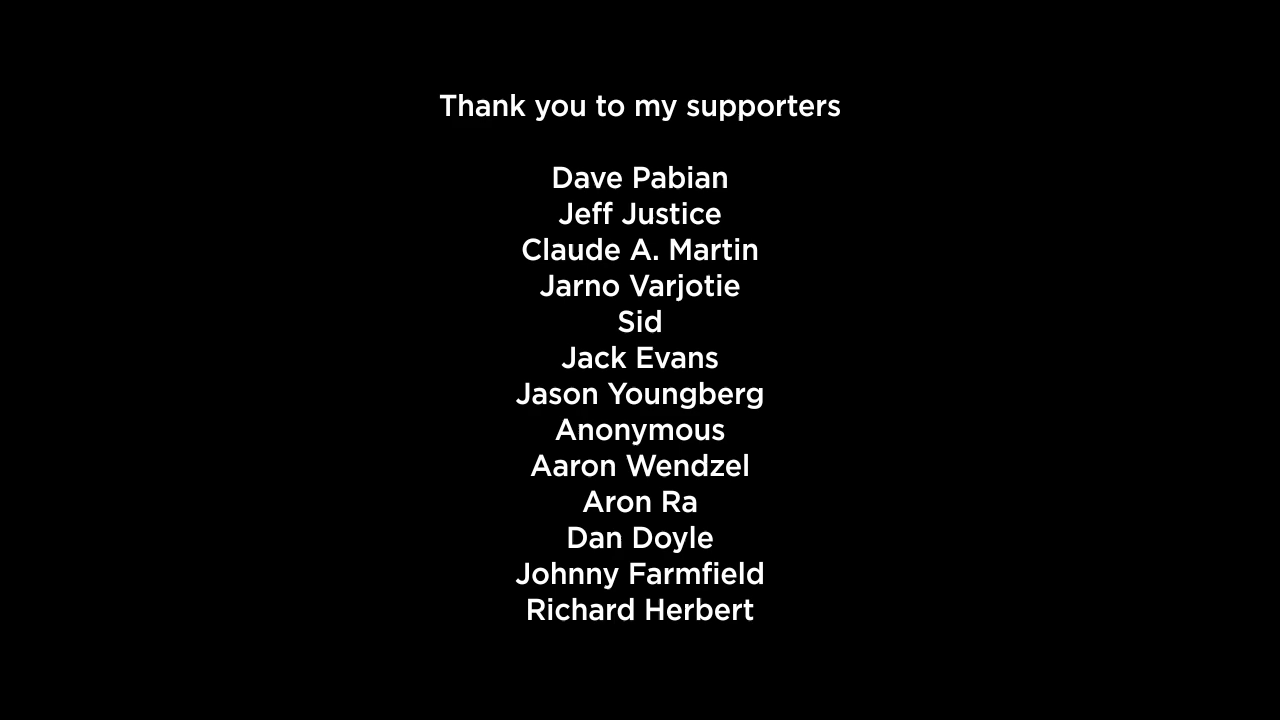 Thank you to my supporters
Dave Pabian
Jeff Justice
Claude A. Martin
Jarno Varjotie
Sid
Jack Evans
Jason Youngberg
Anonymous
Aaron Wendzel
Aron Ra
Dan Doyle
Johnny Farmfield
Richard Herbert